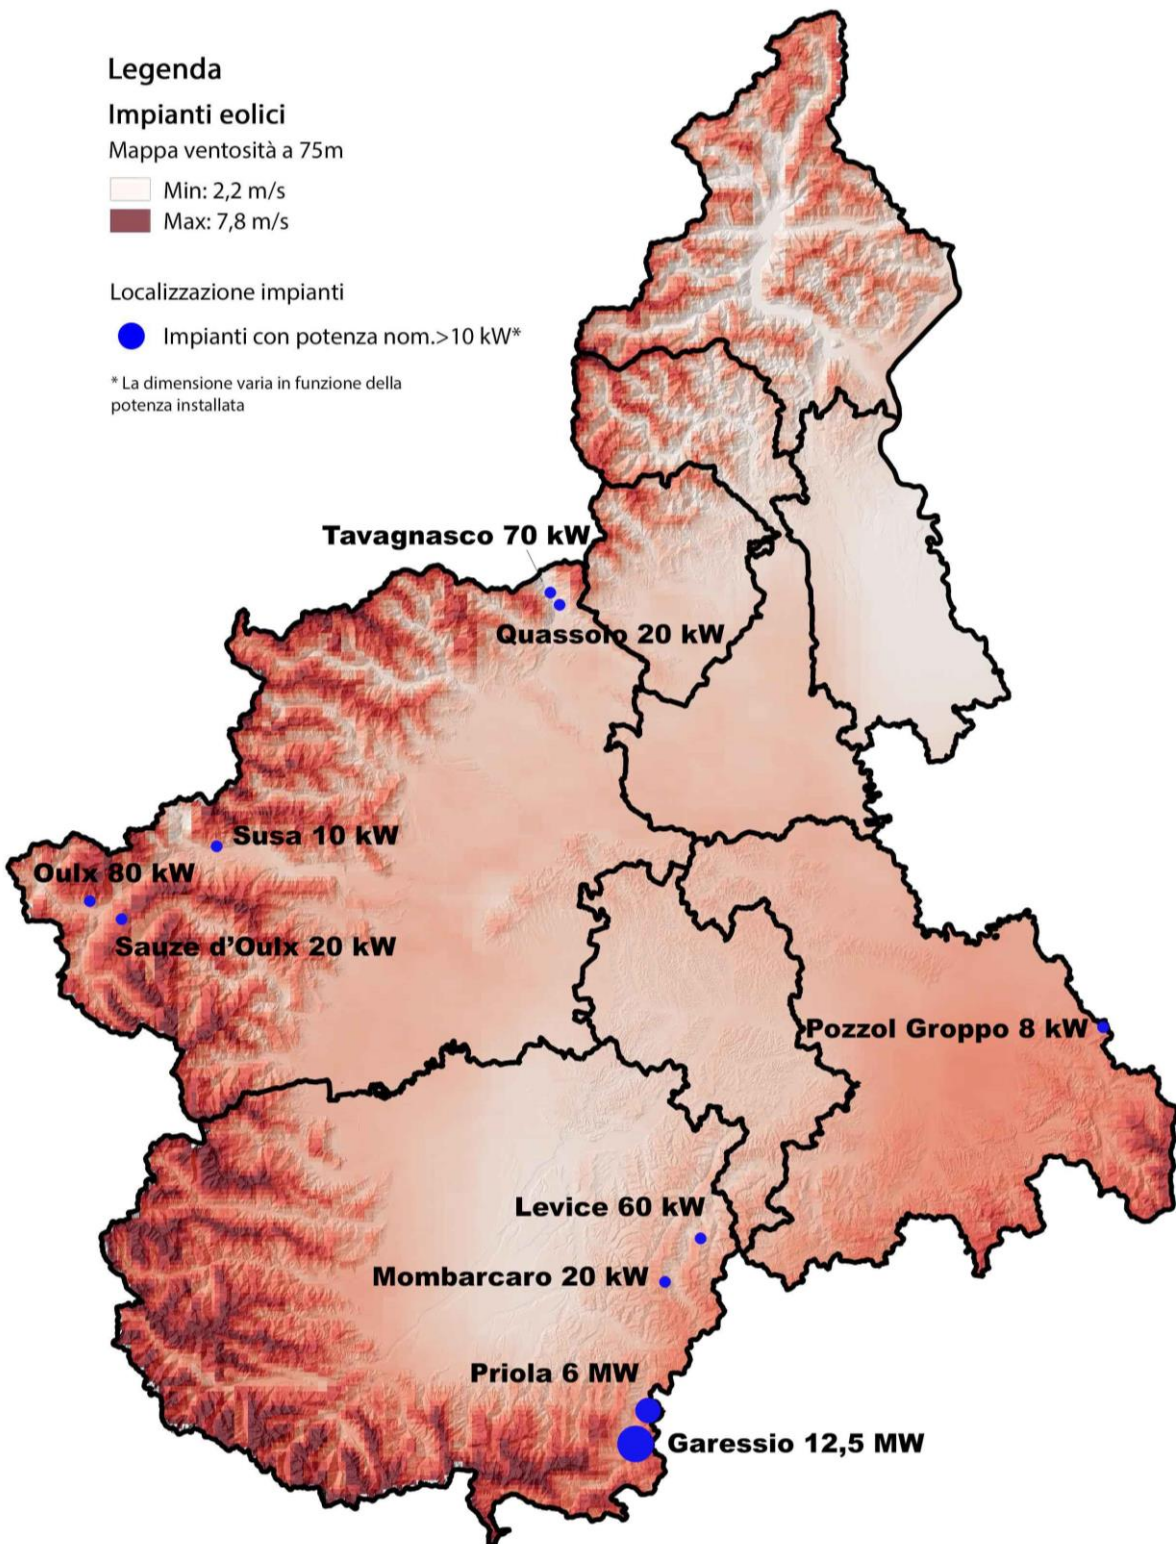 Legenda
Impianti eolici
Mappa ventosità a 75m
Min: 2,2 m/s
Max: 7,8 m/s
Localizzazione impianti
Impianti con potenza nom.>10 kW*
* La dimensione varia in funzione della
potenza installata
Tavagnasco 70 kW
Quassolo 20 kW
Susa 10 kW
Oulx 80 kW
Sauze d’Oulx 20 kW
Pozzol Groppo 8 kW
Levice 60 kW
Mombarcaro 20 kW
Priola 6 MW
Garessio 12,5 MW